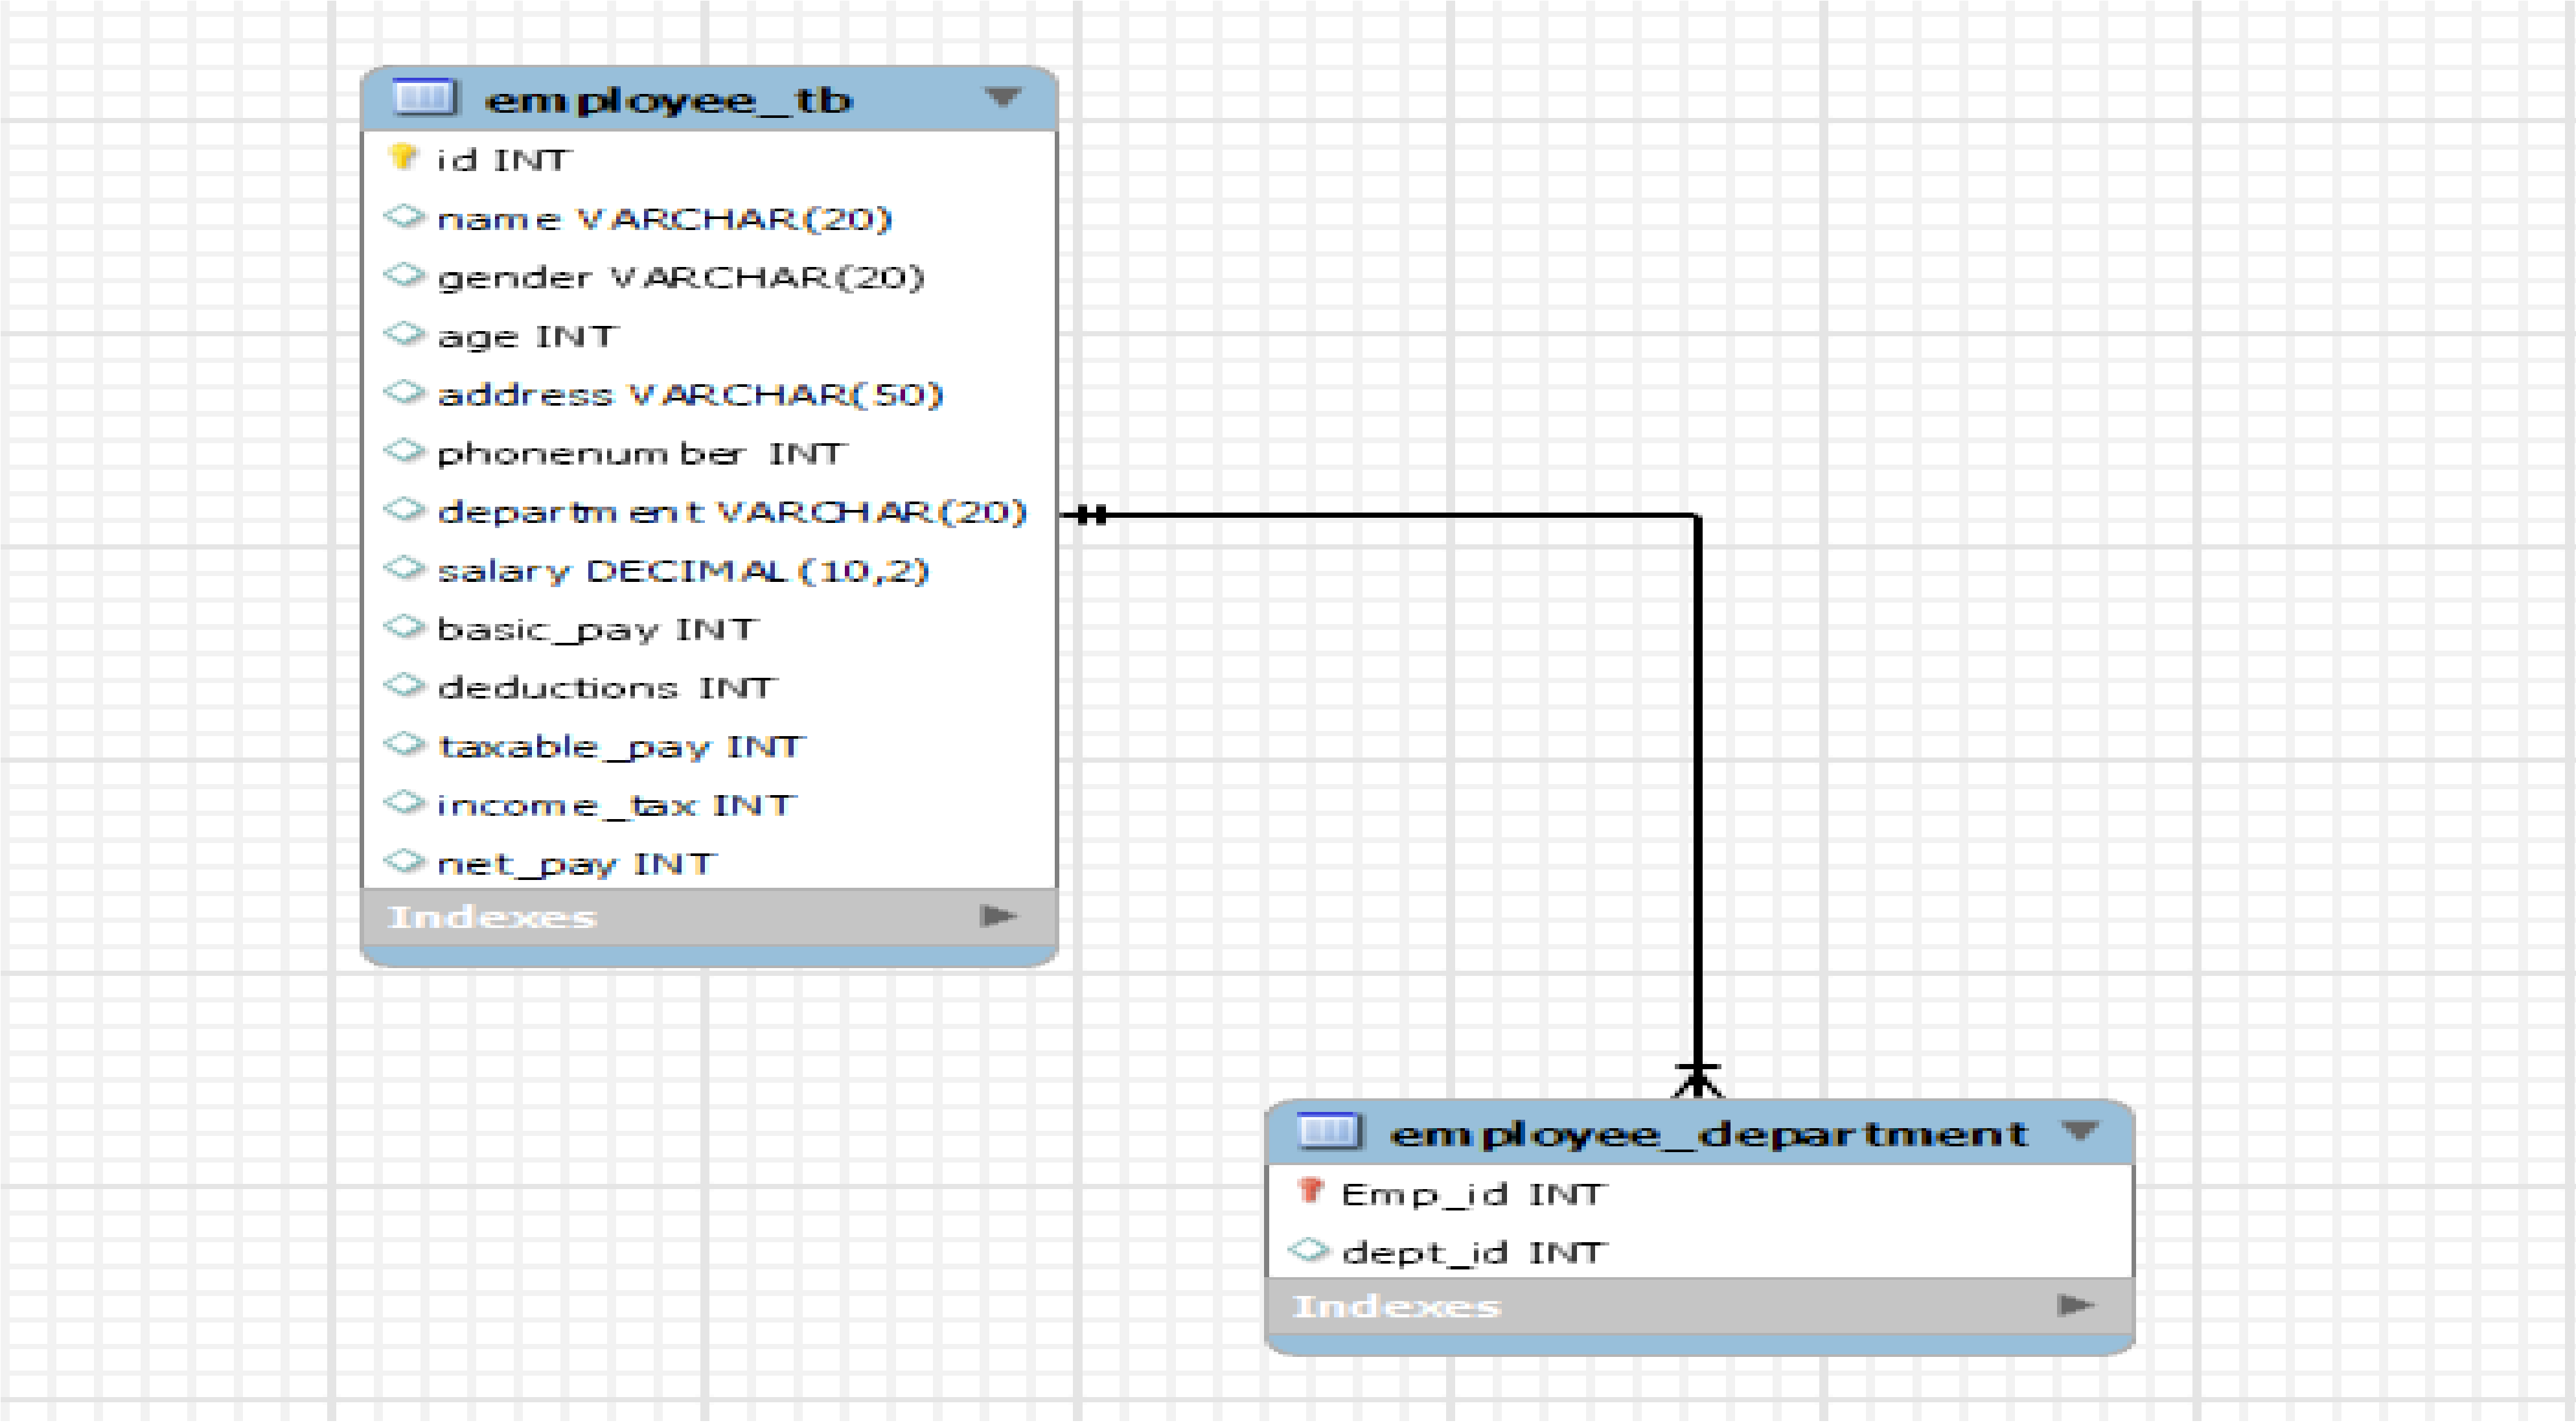 employee_tb
id INT
name VARCHAR(20)
gender VARCHAR(20)
age INT
address VARCHAR(50)
phonenumber INT
department VARCHAR(20)
salary DECIMAL(10,2)
basic_pay INT
deductions INT
taxable_pay INT
income_tax INT
net_pay INT
Indexes
employee_department
Emp_id INT
dept_id INT
Indexes